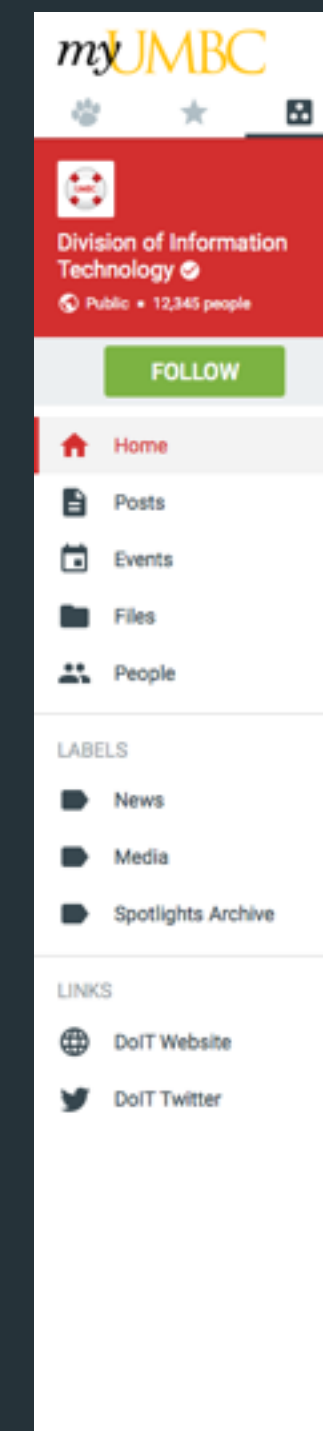 myUMBC
UMBC
Division of Information
Technology
Public • 12,345 people
FOLLOW
Home
Posts
Events
Files
People
LABELS
News
Media
Spotlights Archive
LINKS
DoIT Website
DoIT Twitter